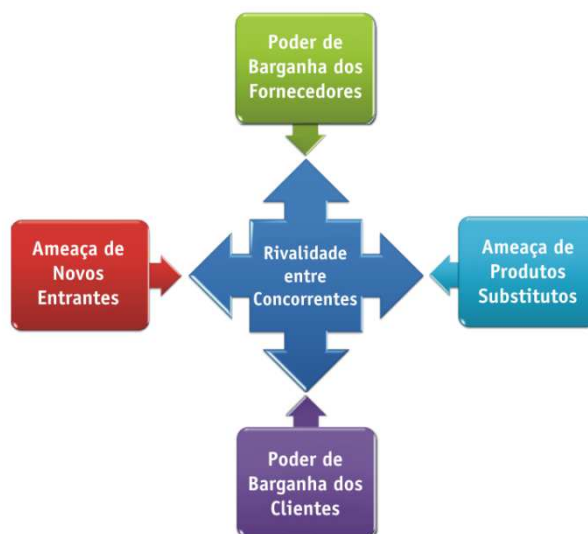 Poder de
Barganha dos
Fornecedores
Ameaça de
Novos
Entrantes
Rivalidade
entre
Concorrentes
Ameaça de
Produtos
Substitutos
Poder de
Barganha dos
Clientes